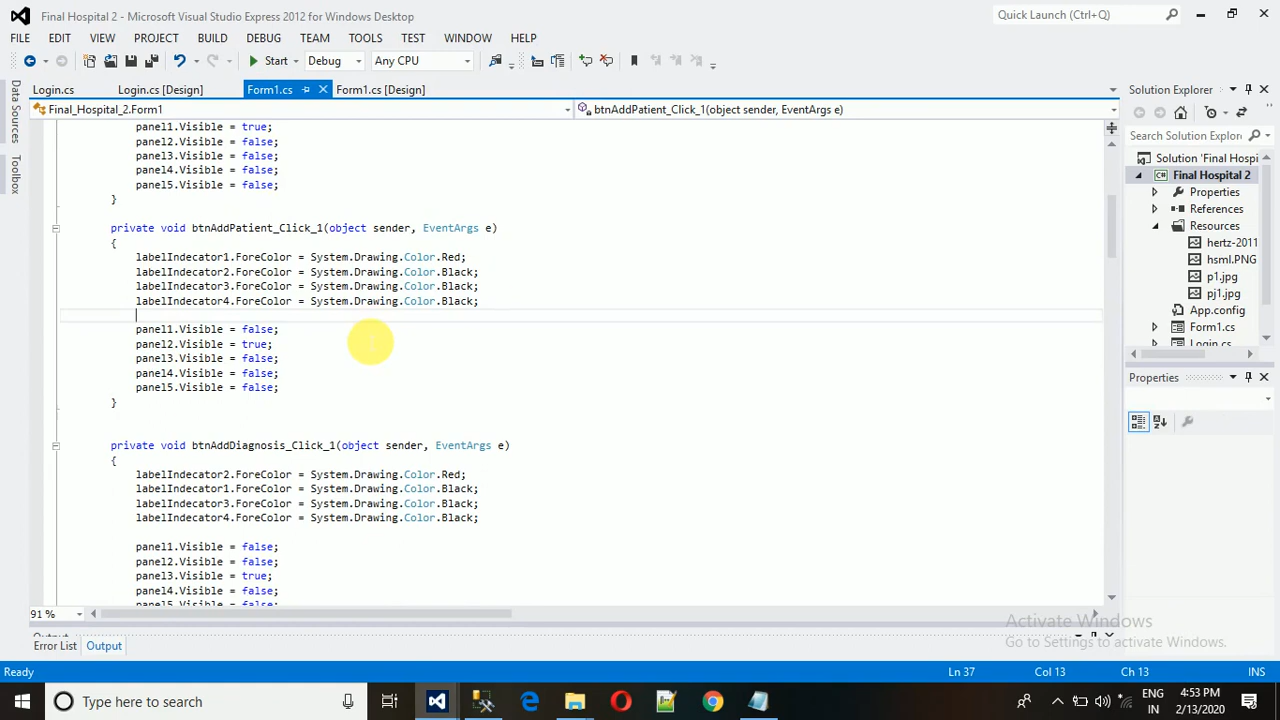 Final Hospital 2 - Microsoft Visual Studio Express 2012 for Windows Desktop
Quick Launch (Ctrl+Q)
FILE EDIT VIEW PROJECT BUILD DEBUG TEAM TOOLS TEST WINDOW HELP
Start Debug Any CPU
Login.cs Login.cs [Design] Form1.cs Form1.cs [Design]
Final_Hospital_2.Form1 btnAddPatient_Click_1(object sender, EventArgs e)
Data Sources
Toolbox
panel1.Visible = true;
panel2.Visible = false;
panel3.Visible = false;
panel4.Visible = false;
panel5.Visible = false;
}
private void btnAddPatient_Click_1(object sender, EventArgs e)
{
labelIndecator1.ForeColor = System.Drawing.Color.Red;
labelIndecator2.ForeColor = System.Drawing.Color.Black;
labelIndecator3.ForeColor = System.Drawing.Color.Black;
labelIndecator4.ForeColor = System.Drawing.Color.Black;
panel1.Visible = false;
panel2.Visible = true;
panel3.Visible = false;
panel4.Visible = false;
panel5.Visible = false;
}
private void btnAddDiagnosis_Click_1(object sender, EventArgs e)
{
labelIndecator2.ForeColor = System.Drawing.Color.Red;
labelIndecator1.ForeColor = System.Drawing.Color.Black;
labelIndecator3.ForeColor = System.Drawing.Color.Black;
labelIndecator4.ForeColor = System.Drawing.Color.Black;
panel1.Visible = false;
panel2.Visible = false;
panel3.Visible = true;
panel4.Visible = false;
panel5.Visible = false;
91 %
Solution Explorer
Search Solution Explor
Solution 'Final Hospi
Final Hospital 2
Properties
References
Resources
hertz-2011
hsml.PNG
p1.jpg
pj1.jpg
App.config
Form1.cs
Login.cs
Properties
Output
Error List Output
Activate Windows
Go to Settings to activate Windows.
Ready Ln 37 Col 13 Ch 13 INS
Type here to search
ENG
IN
4:53 PM
2/13/2020